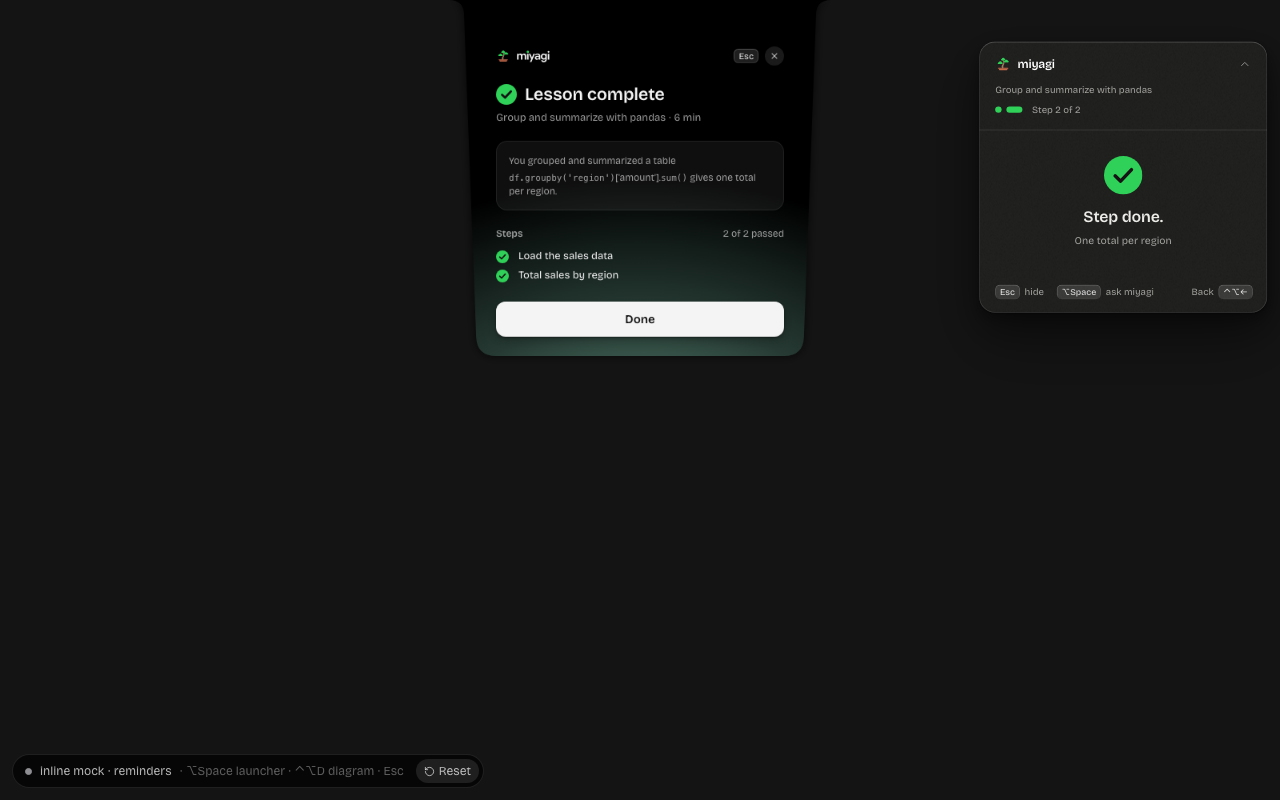 miyagi
Esc
Lesson complete
Group and summarize with pandas · 6 min
You grouped and summarized a table
df.groupby('region')['amount'].sum() gives one total
per region.
Steps
2 of 2 passed
Load the sales data
Total sales by region
Done
miyagi
Group and summarize with pandas
Step 2 of 2
Step done.
One total per region
Esc hide ⌥Space ask miyagi Back ^⌥←
inline mock · reminders · ⌥Space launcher · ^⌥D diagram · Esc
Reset